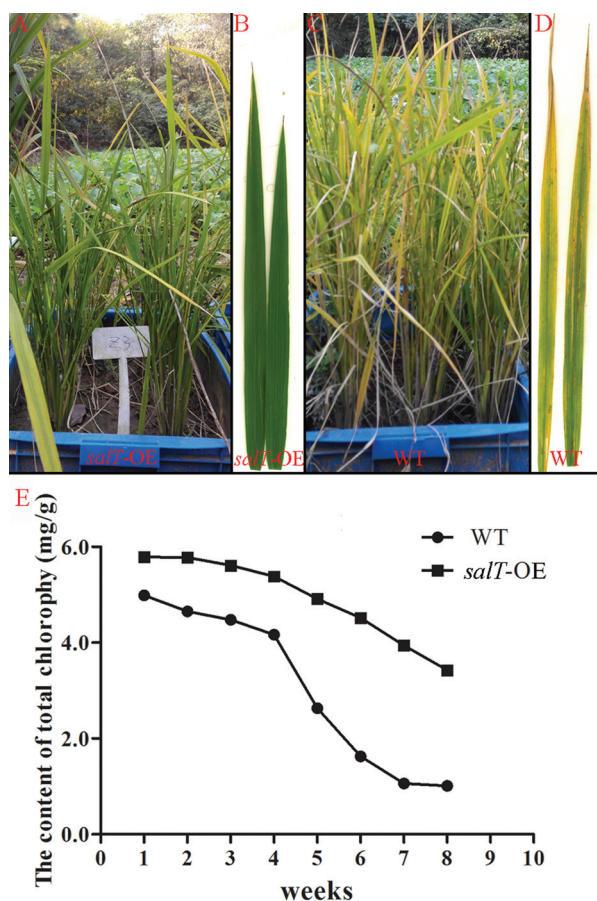 A
B
C
D
Z3
salT-OE
salT-OE
WT
WT
E
The content of total chlorophy (mg/g)
6.0
4.0
2.0
0.0
WT
salT-OE
0 1 2 3 4 5 6 7 8 9 10
weeks